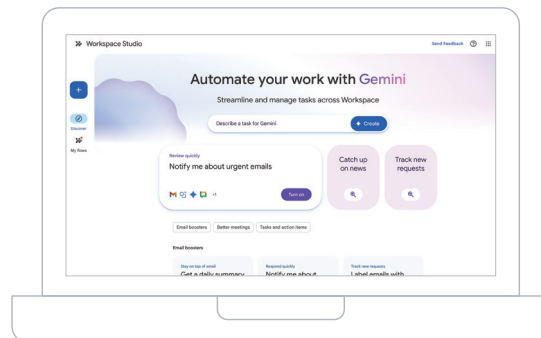 Workspace Studio
Send Feedback
Automate your work with Gemini
Streamline and manage tasks across Workspace
Describe a task for Gemini
+ Create
Discover
My flows
Review quickly
Notify me about urgent emails
+1
Turn on
Catch up
on news
Track new
requests
Email boosters
Better meetings
Tasks and action items
Email boosters
Stay on top of email
Get a daily summary
Respond quickly
Notify me about
Track new requests
Label emails with